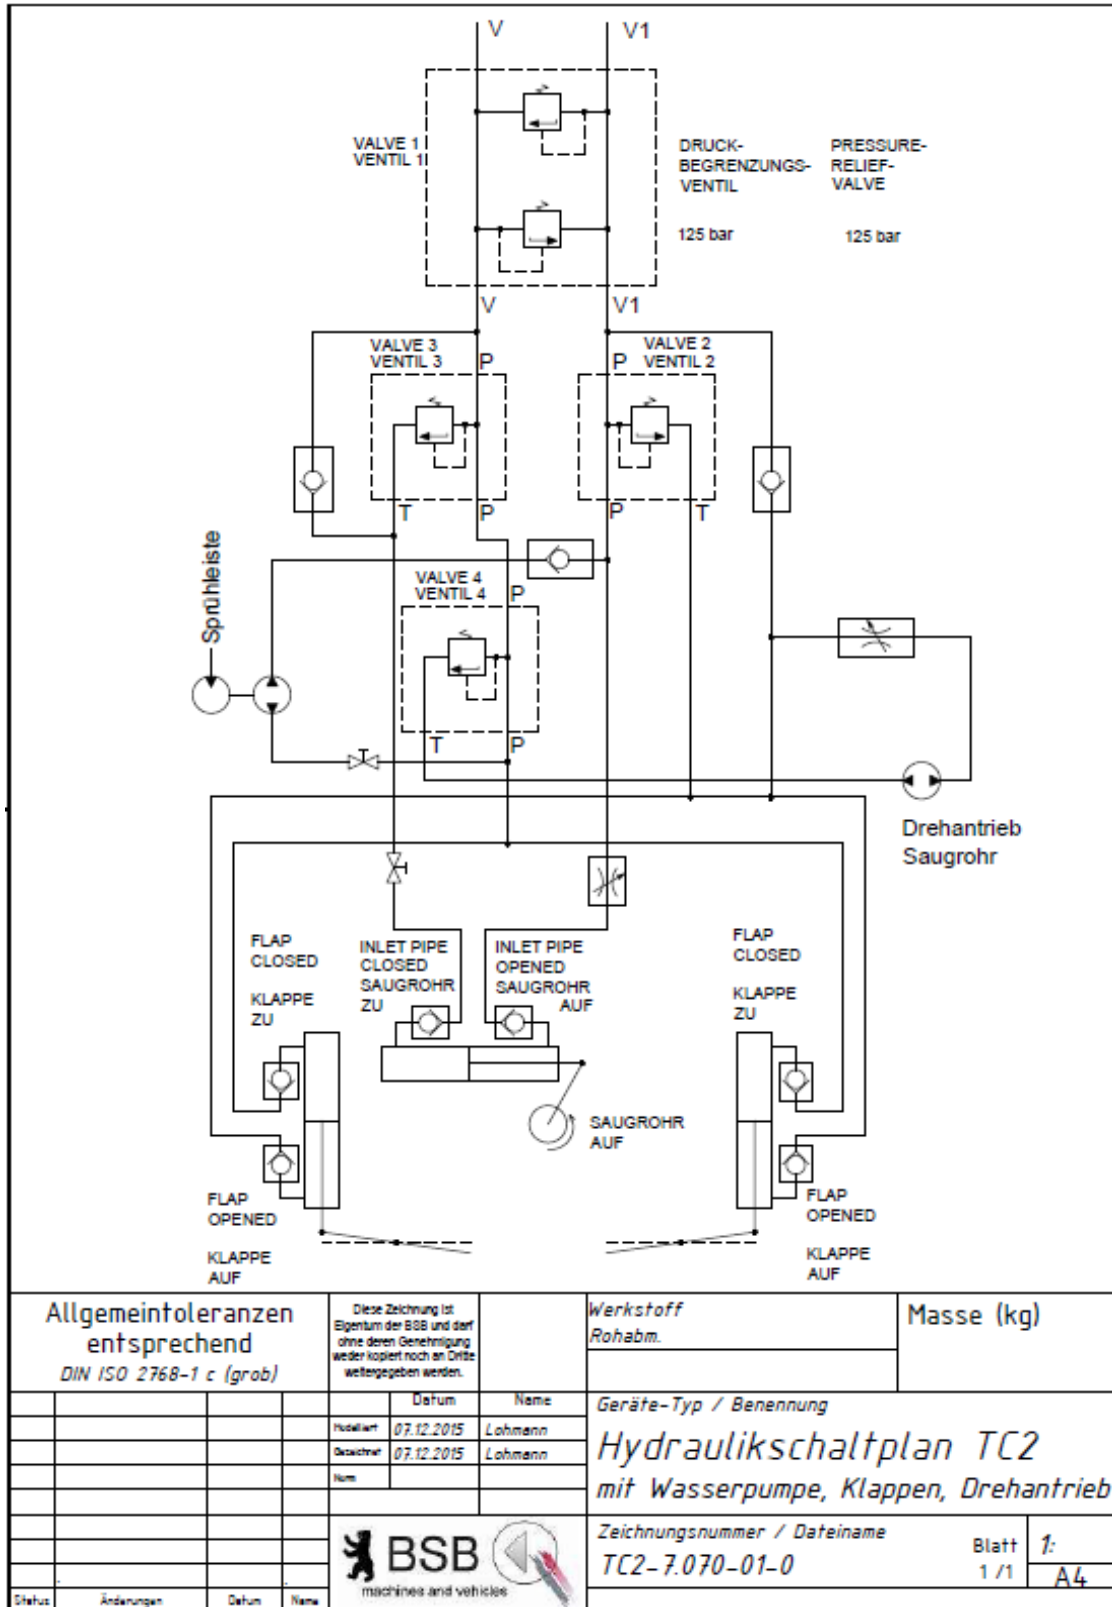 V
V1
VALVE 1
VENTIL 1
DRUCK-
BEGRENZUNGS-
VENTIL
125 bar
PRESSURE-
RELIEF-
VALVE
125 bar
V
V1
VALVE 3
VENTIL 3
P
P
VALVE 2
VENTIL 2
T
P
P
T
Sprühleiste
VALVE 4
VENTIL 4
P
T
P
Drehantrieb
Saugrohr
FLAP
CLOSED
KLAPPE
ZU
INLET PIPE
CLOSED
SAUGROHR
ZU
INLET PIPE
OPENED
SAUGROHR
AUF
FLAP
CLOSED
KLAPPE
ZU
SAUGROHR
AUF
FLAP
OPENED
KLAPPE
AUF
FLAP
OPENED
KLAPPE
AUF
Allgemeintoleranzen
entsprechend
DIN ISO 2768-1 c (grob)
Diese Zeichnung ist
Eigentum der BSB und darf
ohne deren Genehmigung
weder kopiert noch an Dritte
weitergegeben werden.
Werkstoff
Rohabm.
Masse (kg)
Datum Name
Modelliert 07.12.2015 Lohmann
Gezeichnet 07.12.2015 Lohmann
Norm
Geräte-Typ / Benennung
Hydraulikschaltplan TC2
mit Wasserpumpe, Klappen, Drehantrieb
BSB
machines and vehicles
Zeichnungsnummer / Dateiname
TC2-7.070-01-0
Blatt
1 /1
1:
A4
Status Änderungen Datum Name